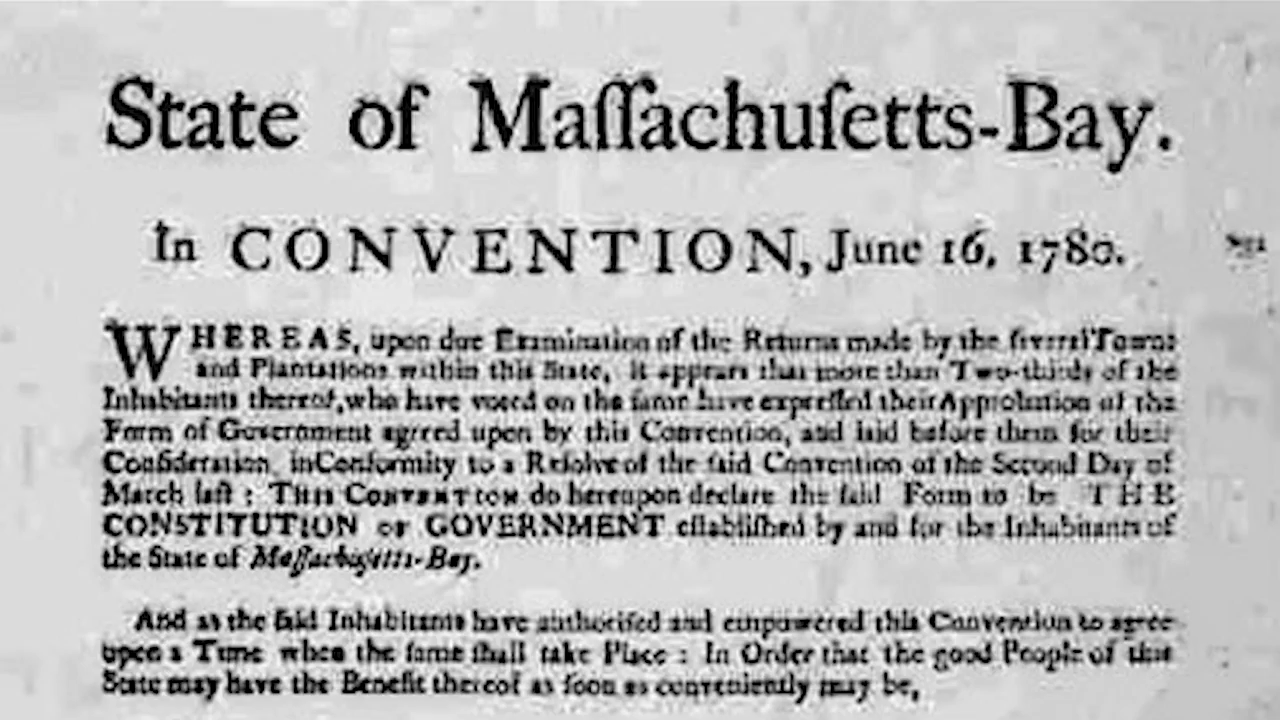 State of Maſſachuſetts-Bay.
In CONVENTION, June 16, 1780.
WHEREAS, upon due Examination of the Returns made by the ſeveral Towns
and Plantations within this State, it appears that more than Two-thirds of the
Inhabitants thereof, who have voted on the ſame have expreſſed their Approbation of the
Form of Government agreed upon by this Convention, and laid before them for their
Conſideration in Conformity to a Reſolve of the ſaid Convention of the Second Day of
March laſt : THIS CONVENTION do hereupon declare the ſaid Form to be THE
CONSTITUTION OF GOVERNMENT eſtabliſhed by and for the Inhabitants of
the State of Maſſachuſetts-Bay.
And as the ſaid Inhabitants have authoriſed and empowered this Convention to agree
upon a Time when the ſame ſhall take Place : In Order that the good People of this
State may have the Benefit thereof as ſoon as conveniently may be,